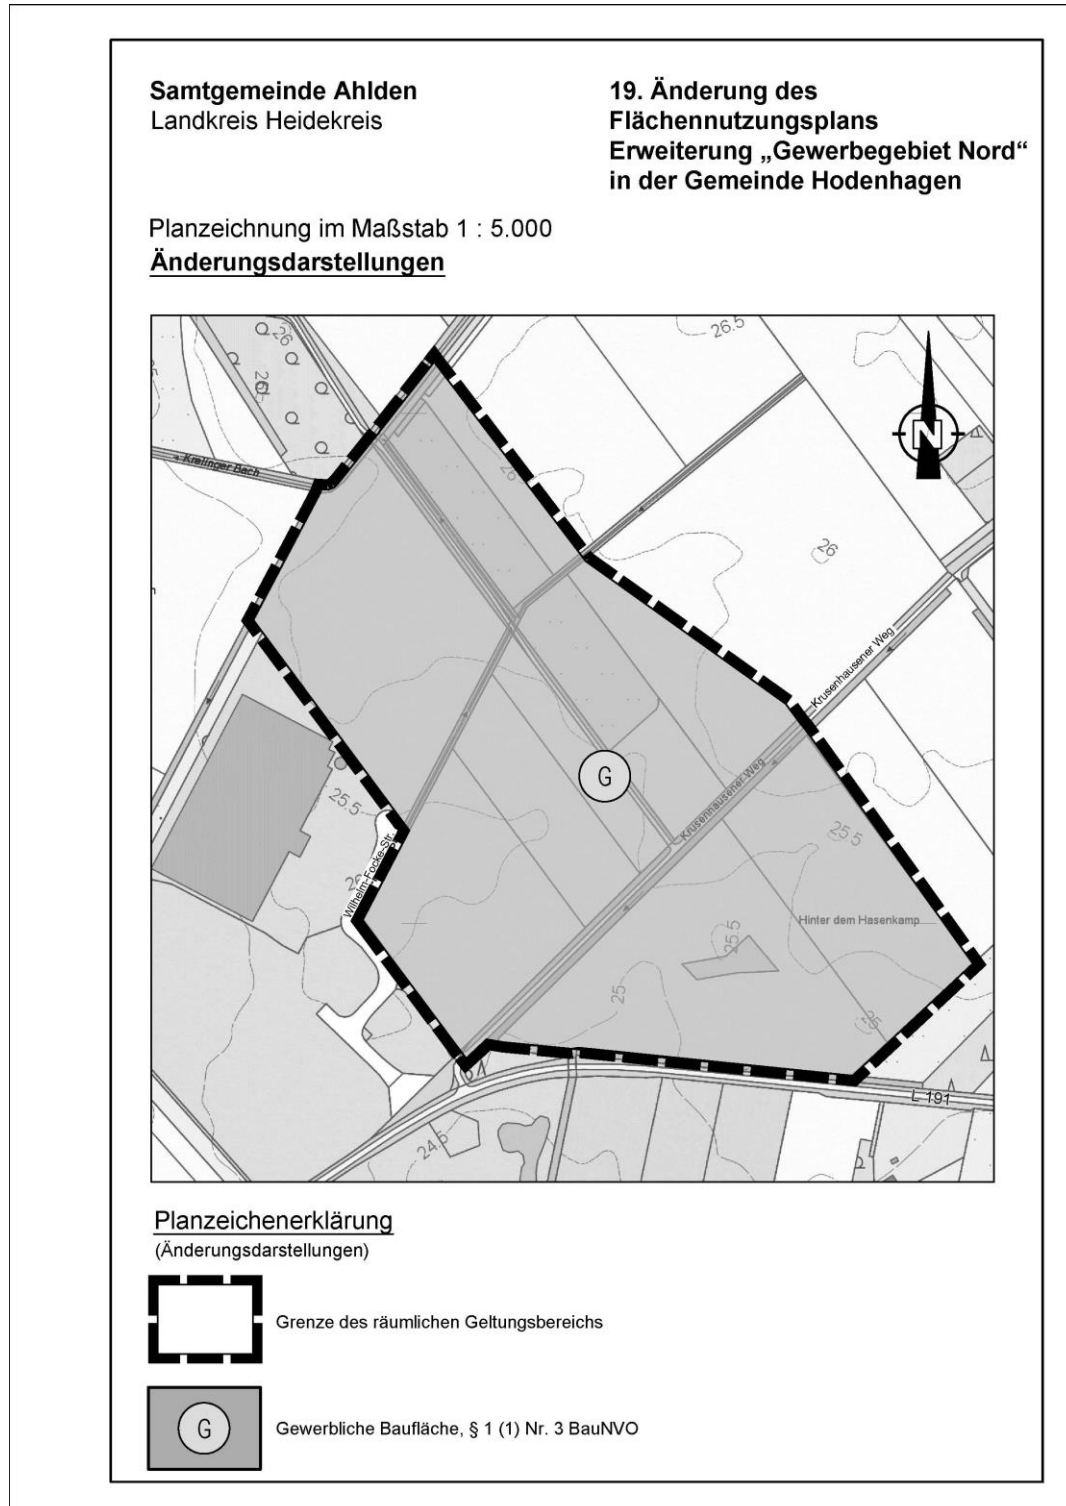 Samtgemeinde Ahlden
Landkreis Heidekreis
19. Änderung des
Flächennutzungsplans
Erweiterung „Gewerbegebiet Nord“
in der Gemeinde Hodenhagen
Planzeichnung im Maßstab 1 : 5.000
Änderungsdarstellungen
26
26.5
26
Krelinger Bach
26
26
N
Krusenhausener Weg
G
Krusenhausener Weg
25.5
25.5
Wilhelm-Focke-Str.
Hinter dem Hasenkamp
25.5
25
25
L 191
24.5
Planzeichenerklärung
(Änderungsdarstellungen)
Grenze des räumlichen Geltungsbereichs
G
Gewerbliche Baufläche, § 1 (1) Nr. 3 BauNVO